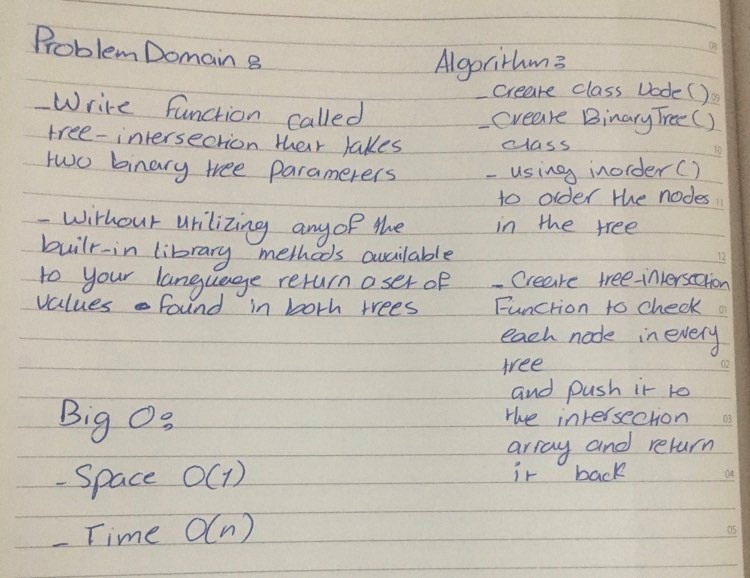 Problem Domain :
- Write function called
tree-intersection that takes
two binary tree parameters
- Without utilizing any of the
built-in library methods available
to your language return a set of
values found in both trees
Big O:
- Space O(1)
- Time O(n)
Algorithm:
- Create class Node()
- Create BinaryTree()
class
- using inorder()
to order the nodes
in the tree
- Create tree-intersection
Function to check
each node in every
tree
and push it to
the intersection
array and return
it back
08
09
10
11
12
01
02
03
04
05